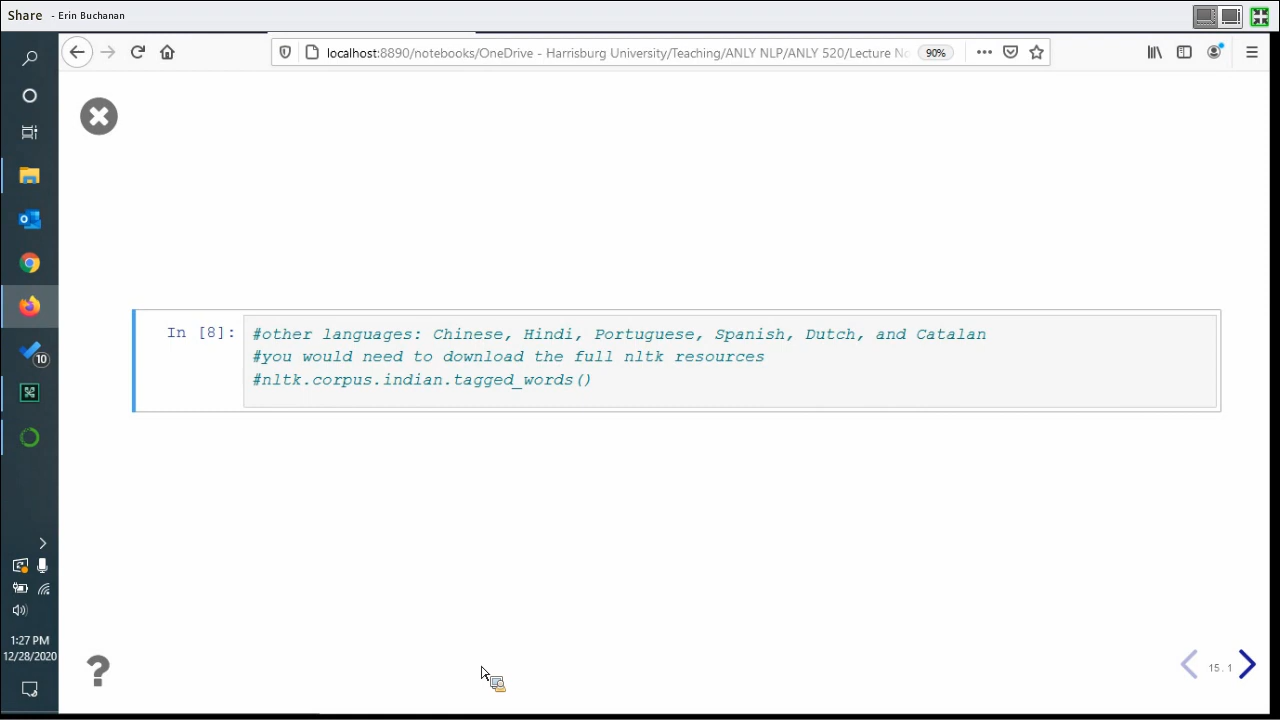 Share - Erin Buchanan
localhost:8890/notebooks/OneDrive - Harrisburg University/Teaching/ANLY NLP/ANLY 520/Lecture No
90%
In [8]:
#other languages: Chinese, Hindi, Portuguese, Spanish, Dutch, and Catalan
#you would need to download the full nltk resources
#nltk.corpus.indian.tagged_words()
10
1:27 PM
12/28/2020
?
15.1